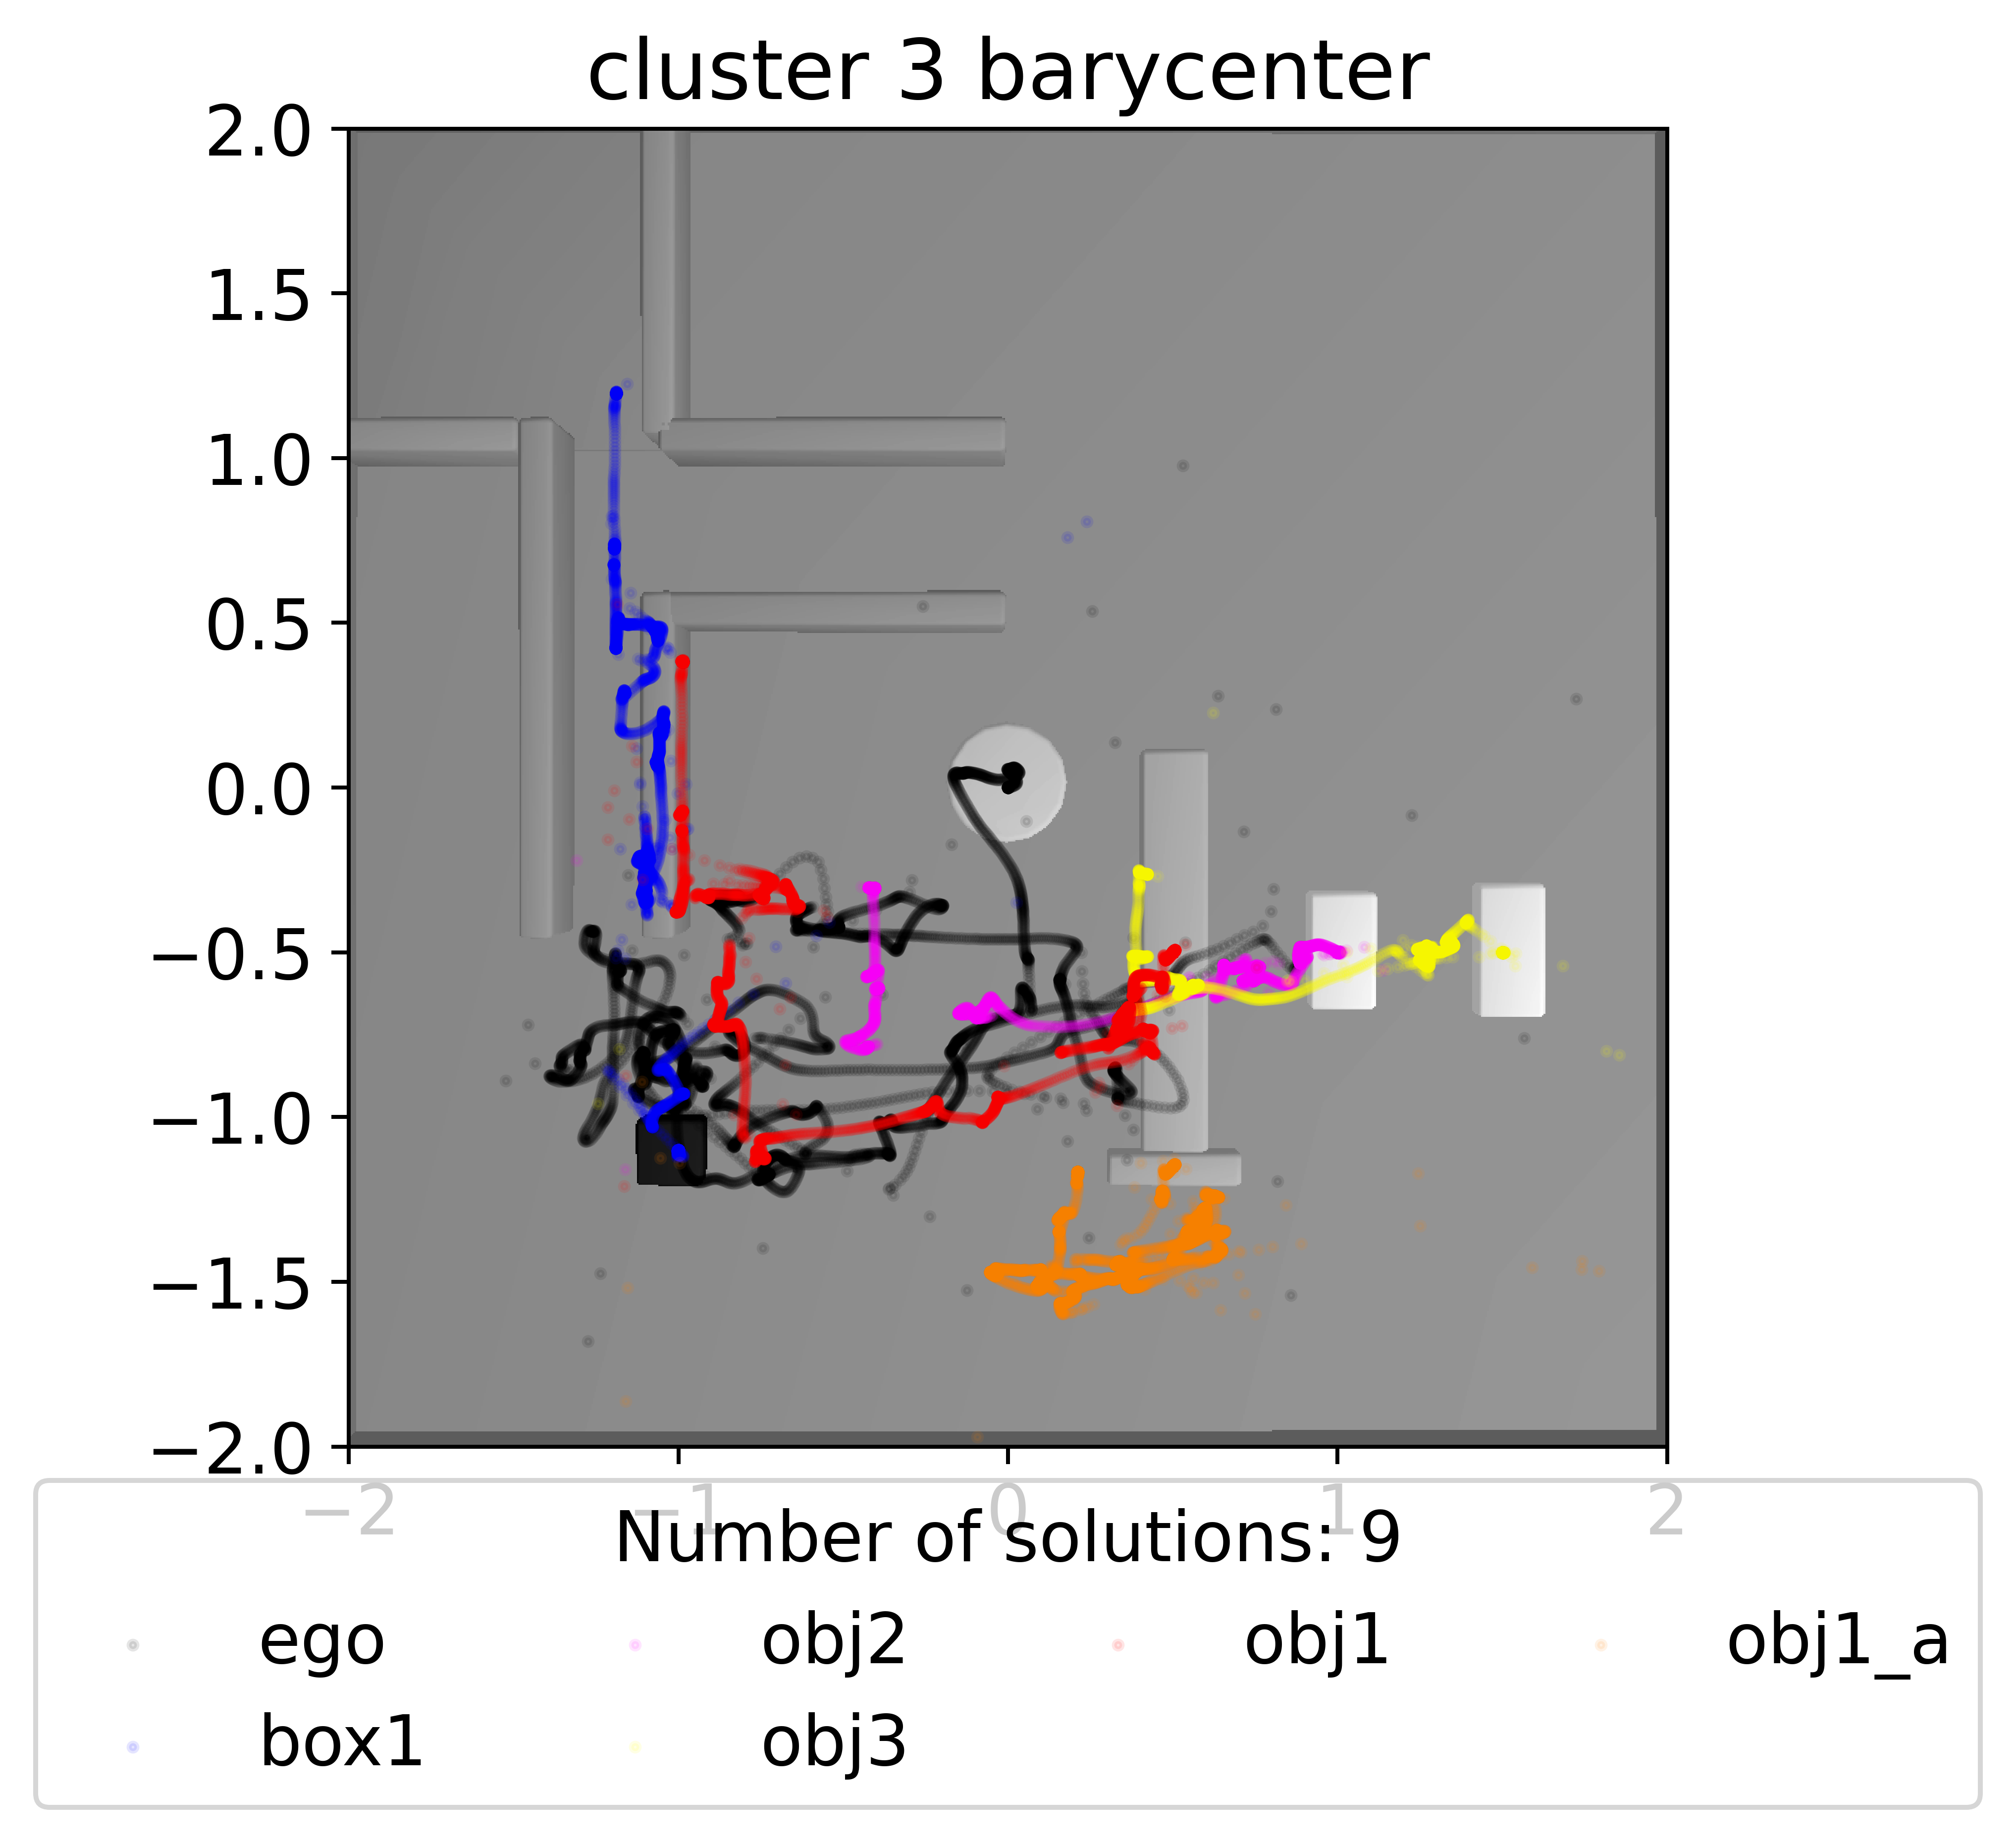 cluster 3 barycenter
2.0
1.5
1.0
0.5
0.0
−0.5
−1.0
−1.5
−2.0
−2 −1 0 1 2
Number of solutions: 9
ego obj2 obj1 obj1_a
box1 obj3